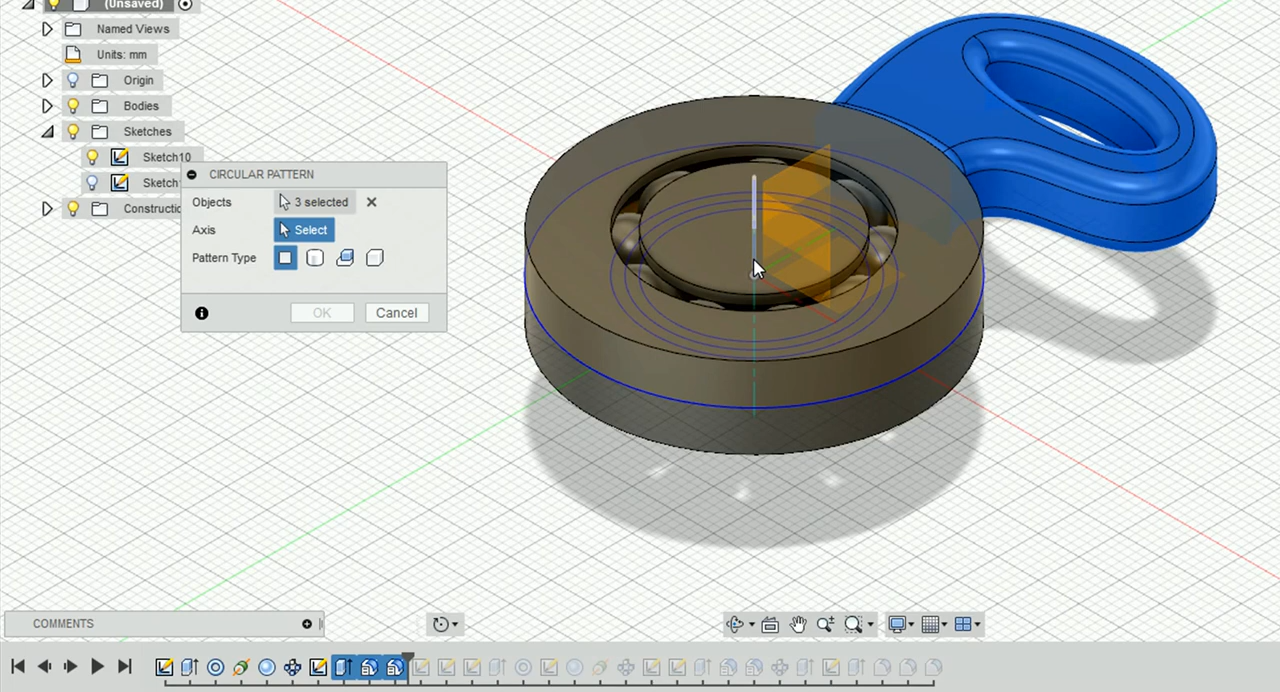 (Unsaved)
Named Views
Units: mm
Origin
Bodies
Sketches
Sketch10
Sketch
Constructic
CIRCULAR PATTERN
Objects 3 selected
Axis Select
Pattern Type
OK Cancel
COMMENTS